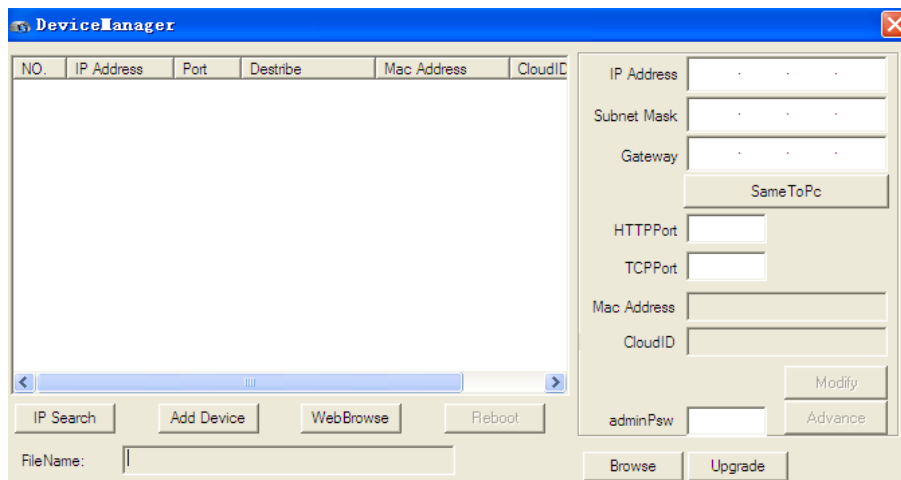 DeviceManager
NO. IP Address Port Destribe Mac Address CloudID
IP Address
Subnet Mask
Gateway
SameToPc
HTTPPort
TCPPort
Mac Address
CloudID
Modify
IP Search Add Device WebBrowse Reboot
adminPsw Advance
FileName:
Browse Upgrade